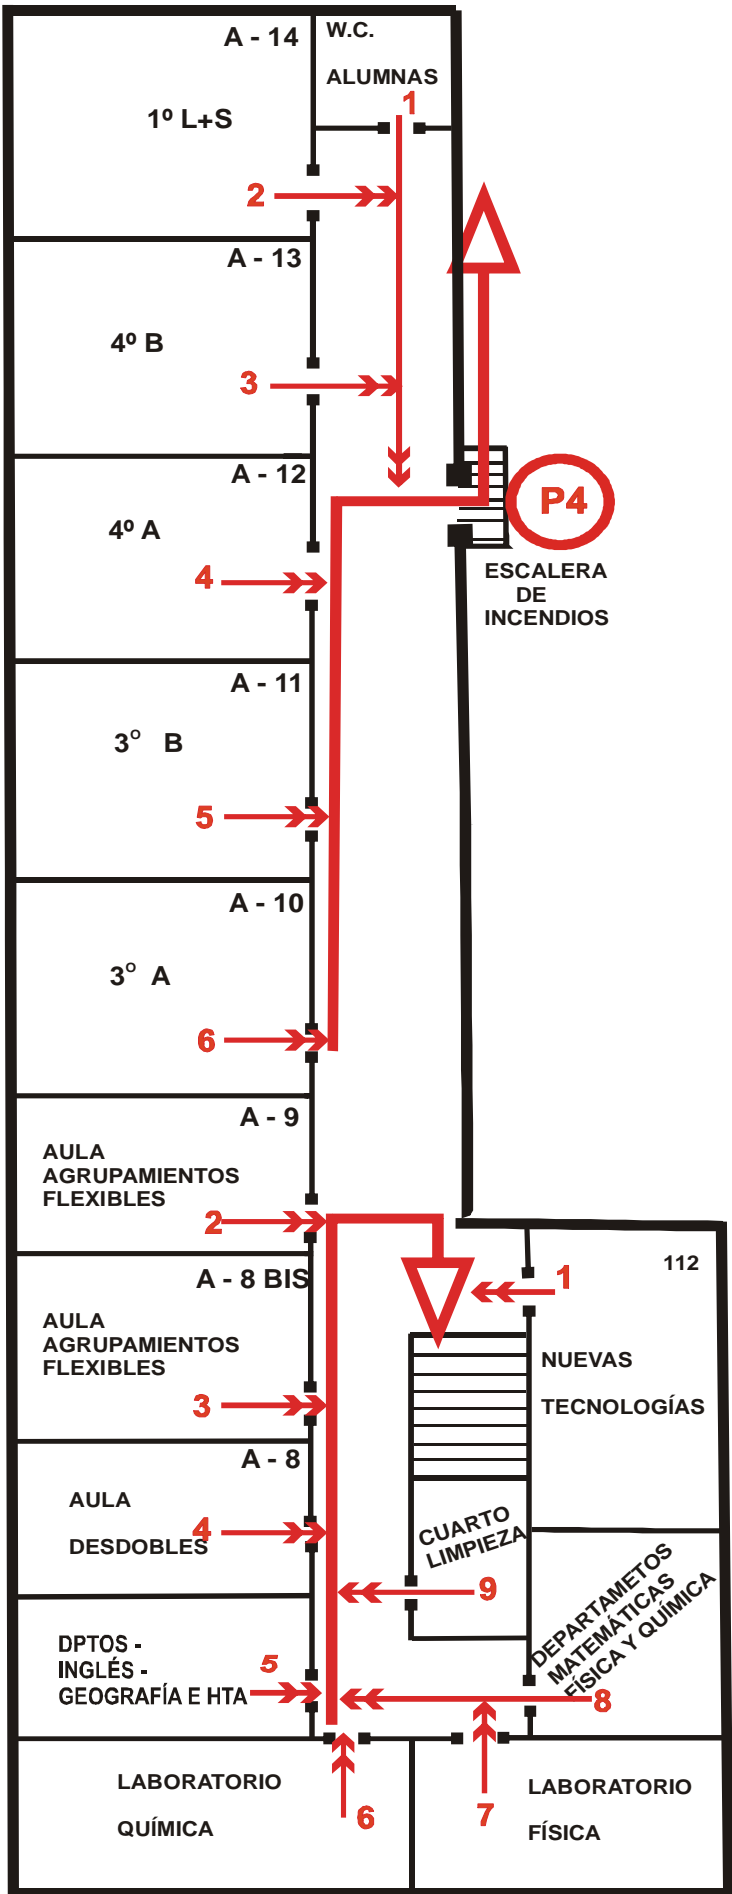 A - 14
W.C.
ALUMNAS
1
1º L+S
2
A - 13
4º B
3
A - 12
4º A
P4
4
ESCALERA
DE
INCENDIOS
A - 11
3º B
5
A - 10
3º A
6
A - 9
AULA
AGRUPAMIENTOS
FLEXIBLES
2
A - 8 BIS
1
112
AULA
AGRUPAMIENTOS
FLEXIBLES
3
NUEVAS
TECNOLOGÍAS
A - 8
AULA
4
DESDOBLES
CUARTO
LIMPIEZA
9
DEPARTAMETOS
MATEMÁTICAS
FÍSICA Y QUÍMICA
8
DPTOS -
INGLÉS -
GEOGRAFÍA E HTA
5
LABORATORIO
QUÍMICA
6
7
LABORATORIO
FÍSICA